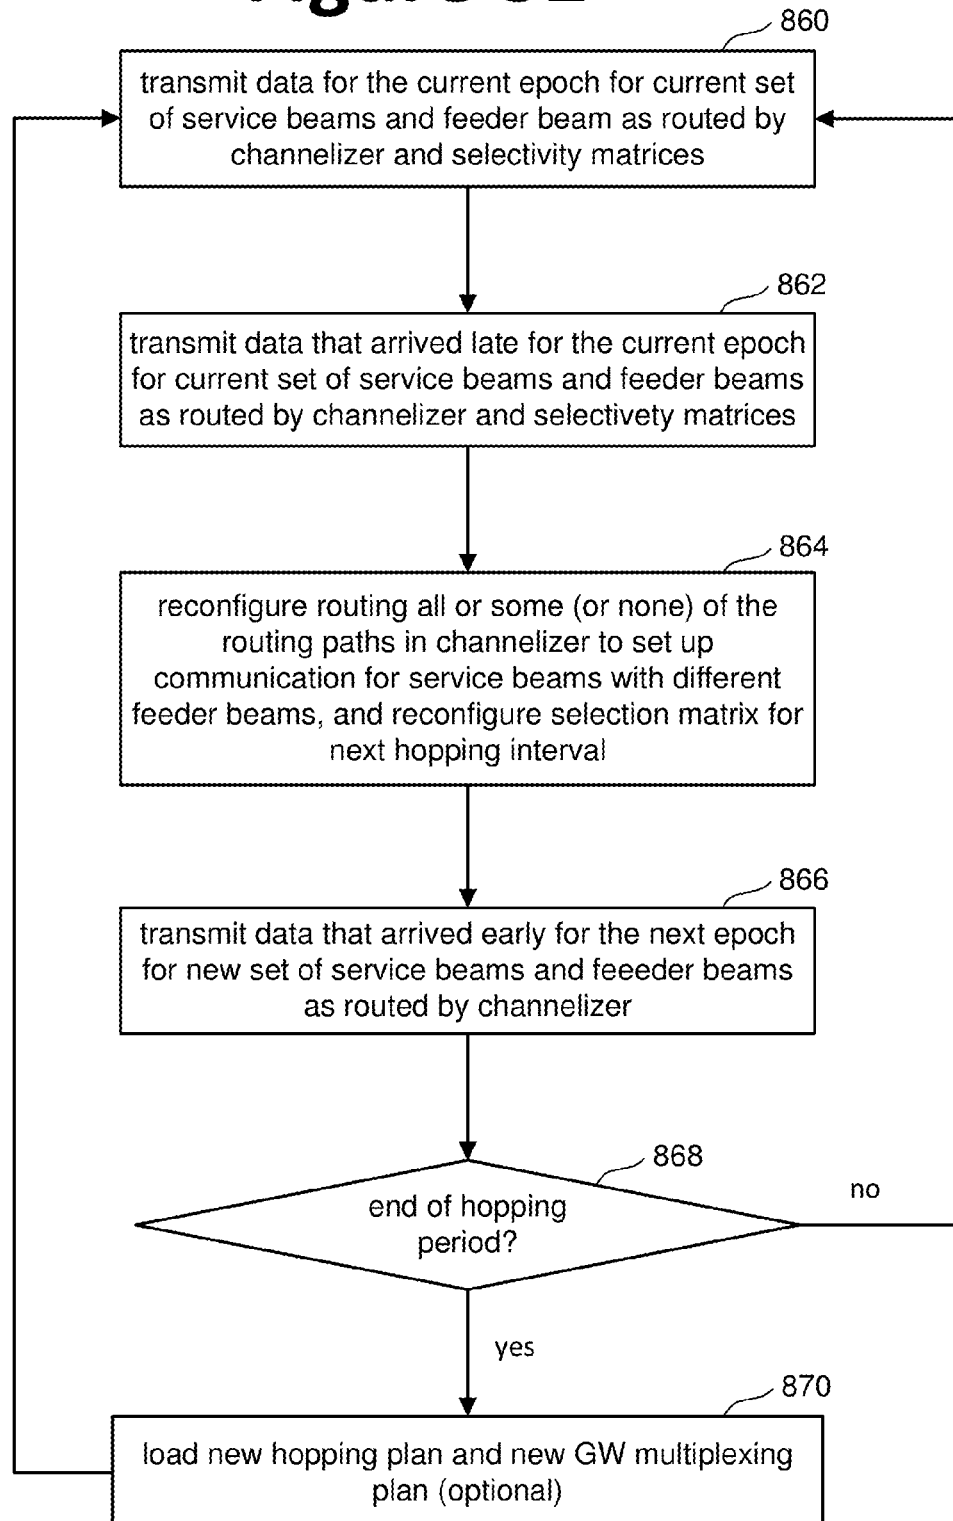 860
transmit data for the current epoch for current set
of service beams and feeder beam as routed by
channelizer and selectivity matrices
862
transmit data that arrived late for the current epoch
for current set of service beams and feeder beams
as routed by channelizer and selectivety matrices
864
reconfigure routing all or some (or none) of the
routing paths in channelizer to set up
communication for service beams with different
feeder beams, and reconfigure selection matrix for
next hopping interval
866
transmit data that arrived early for the next epoch
for new set of service beams and feeeder beams
as routed by channelizer
868
end of hopping
period?
no
yes
870
load new hopping plan and new GW multiplexing
plan (optional)